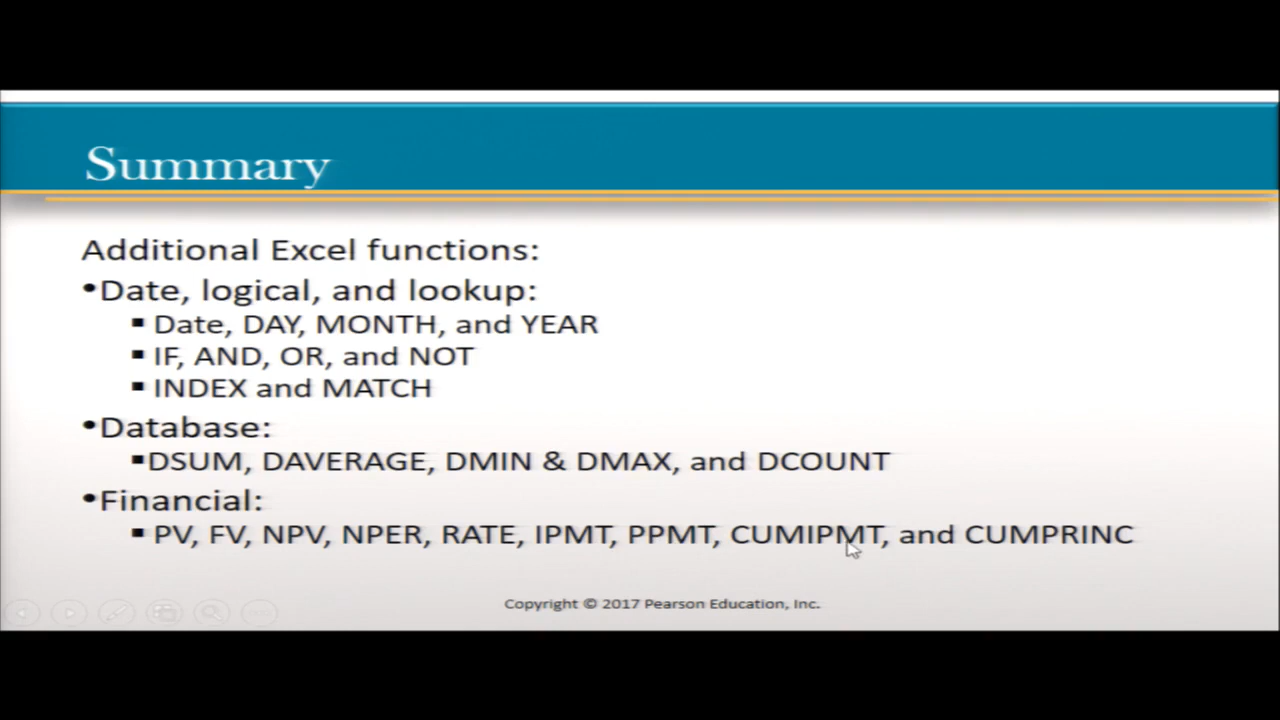 Summary
Additional Excel functions:
•Date, logical, and lookup:
▪ Date, DAY, MONTH, and YEAR
▪ IF, AND, OR, and NOT
▪ INDEX and MATCH
•Database:
▪DSUM, DAVERAGE, DMIN & DMAX, and DCOUNT
•Financial:
▪ PV, FV, NPV, NPER, RATE, IPMT, PPMT, CUMIPMT, and CUMPRINC
Copyright © 2017 Pearson Education, Inc.